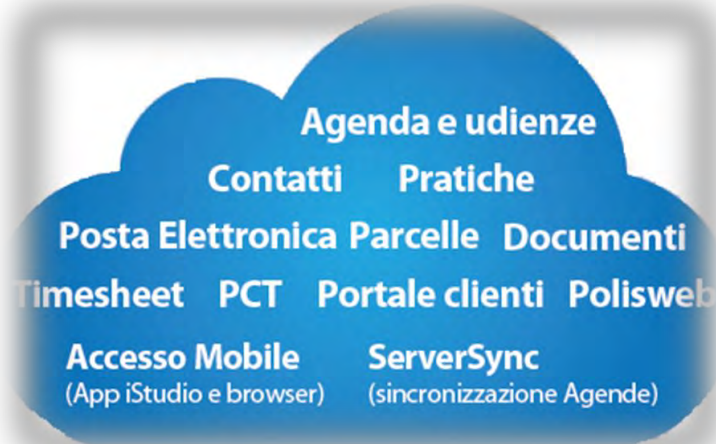 Agenda e udienze
Contatti Pratiche
Posta Elettronica Parcelle Documenti
Timesheet PCT Portale clienti Polisweb
Accesso Mobile ServerSync
(App iStudio e browser) (sincronizzazione Agende)